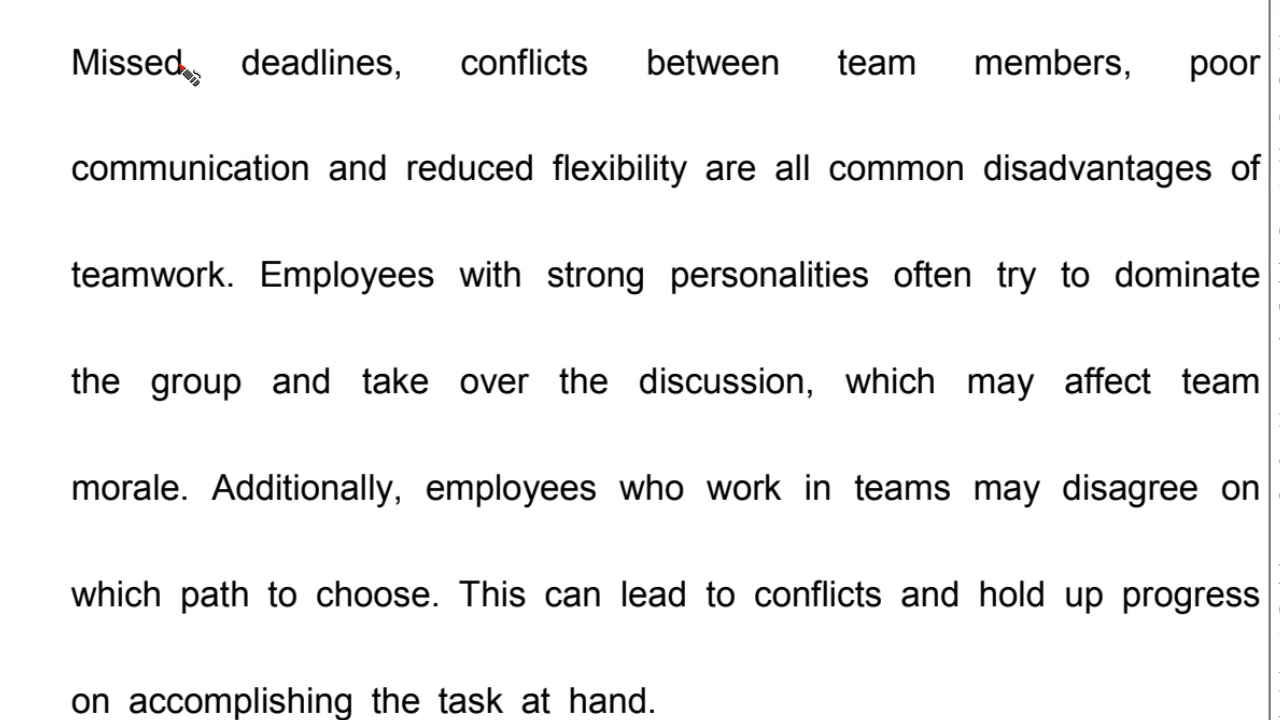 Missed deadlines, conflicts between team members, poor
communication and reduced flexibility are all common disadvantages of
teamwork. Employees with strong personalities often try to dominate
the group and take over the discussion, which may affect team
morale. Additionally, employees who work in teams may disagree on
which path to choose. This can lead to conflicts and hold up progress
on accomplishing the task at hand.